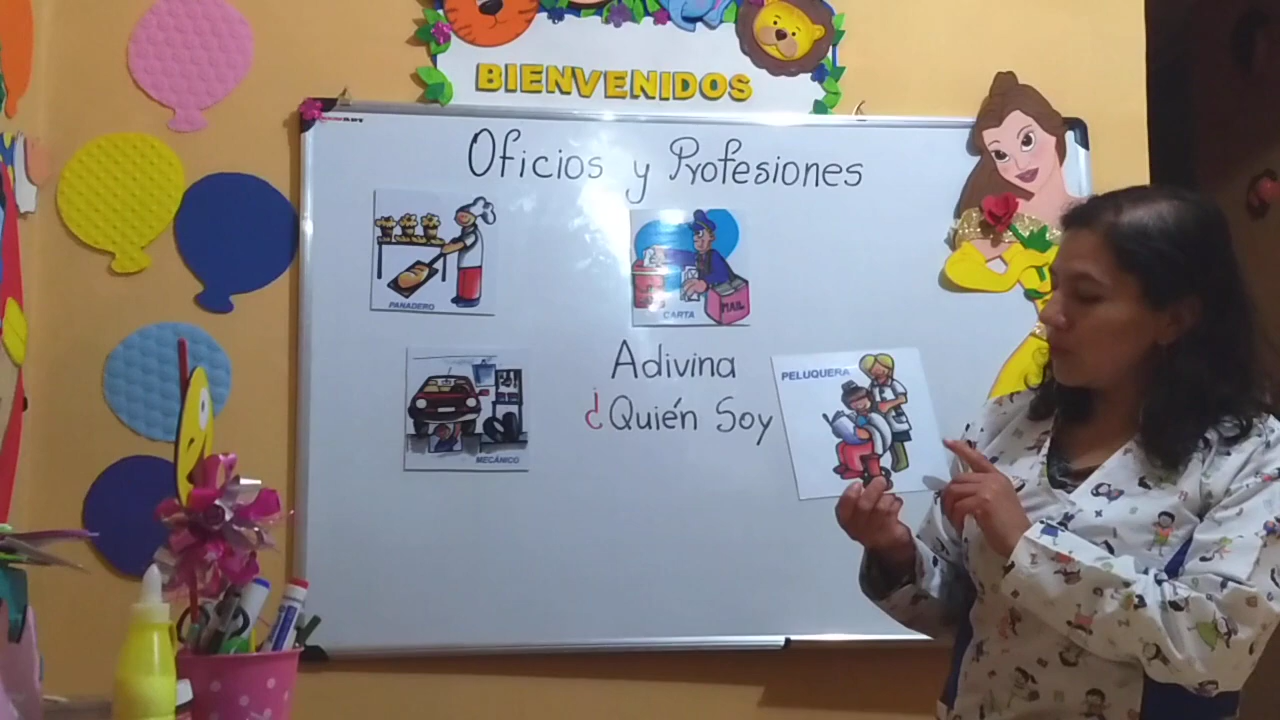 BIENVENIDOS
Oficios y Profesiones
PANADERO
CARTA
MAIL
Adivina
¿Quién Soy
PELUQUERA
MECÁNICO